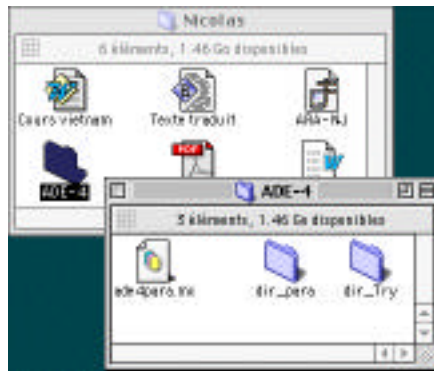 Nicolas
6 éléments, 1.46 Go disponibles
Cours vietnam
Texte traduit
ARA-NJ
ADE-4
PDF
W
ADE-4
3 éléments, 1.46 Go disponibles
ade4para.mx
dir_para
dir_Try